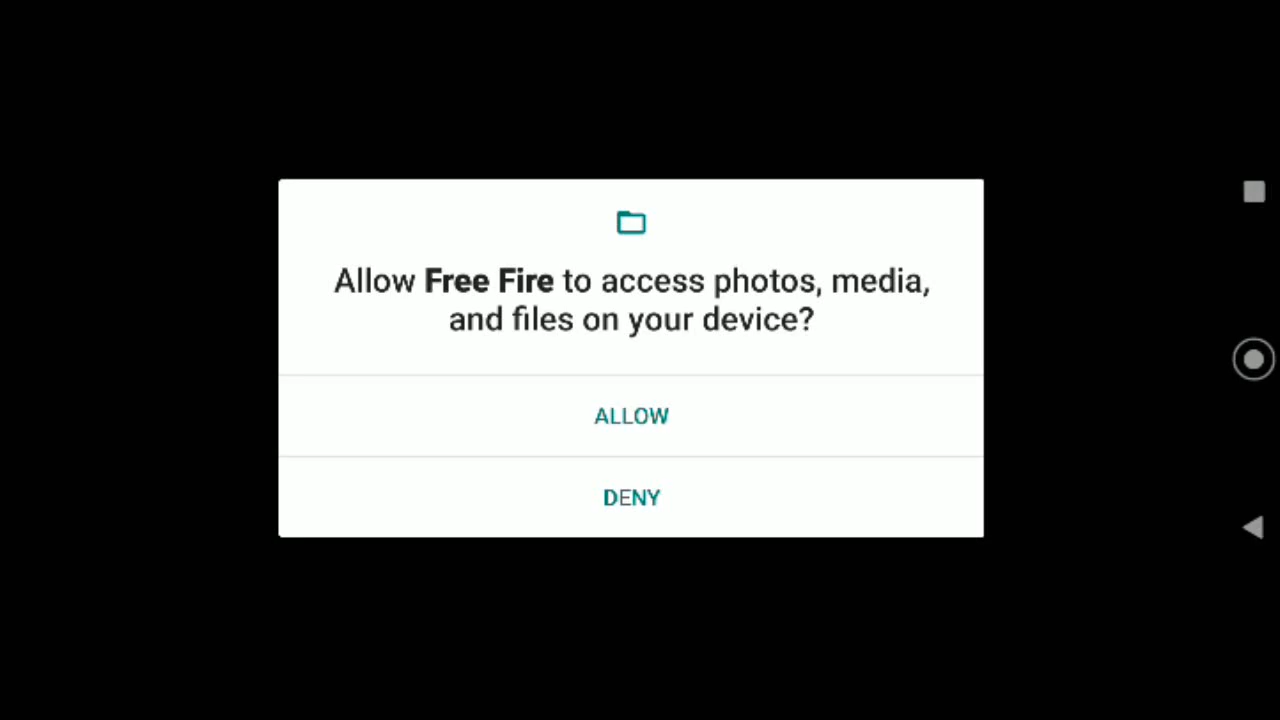 Allow Free Fire to access photos, media,
and files on your device?
ALLOW
DENY